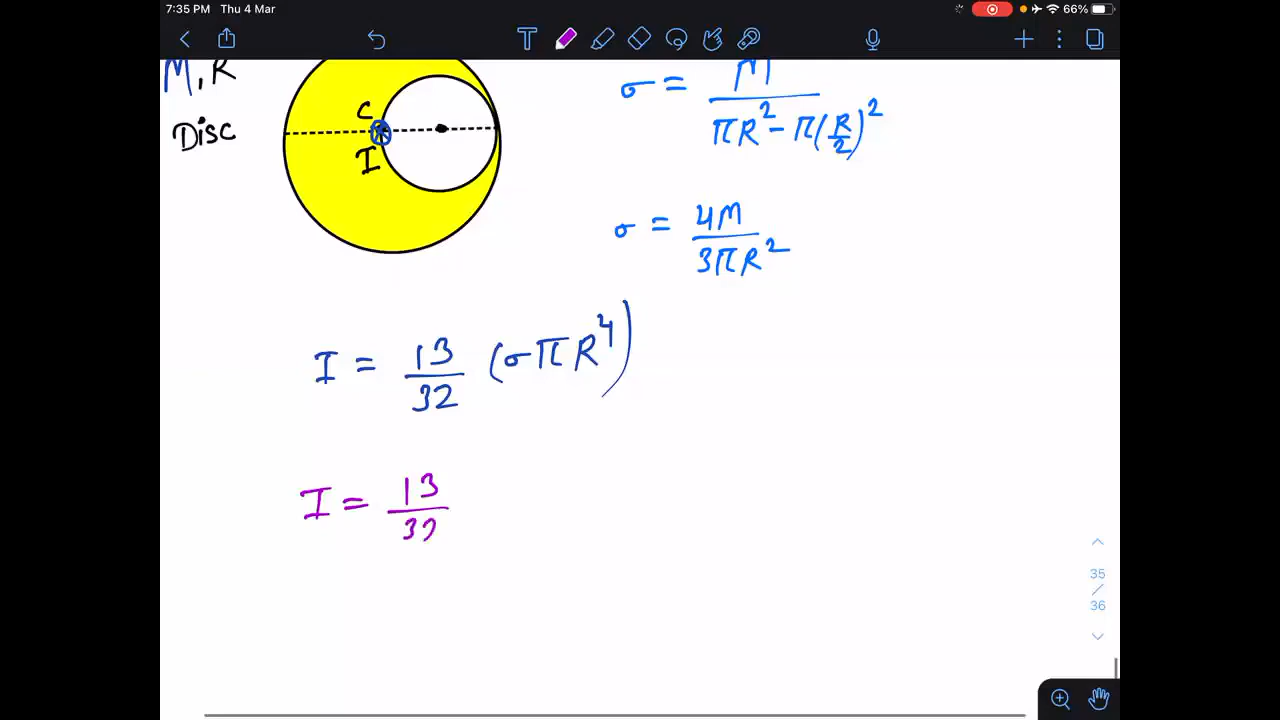 7:35 PM Thu 4 Mar 66%
T
M, R
Disc
C
I
σ = M / πR² - π(R/2)²
σ = 4M / 3πR²
I = 13/32 (σπR⁴)
I = 13/32
35
/
36